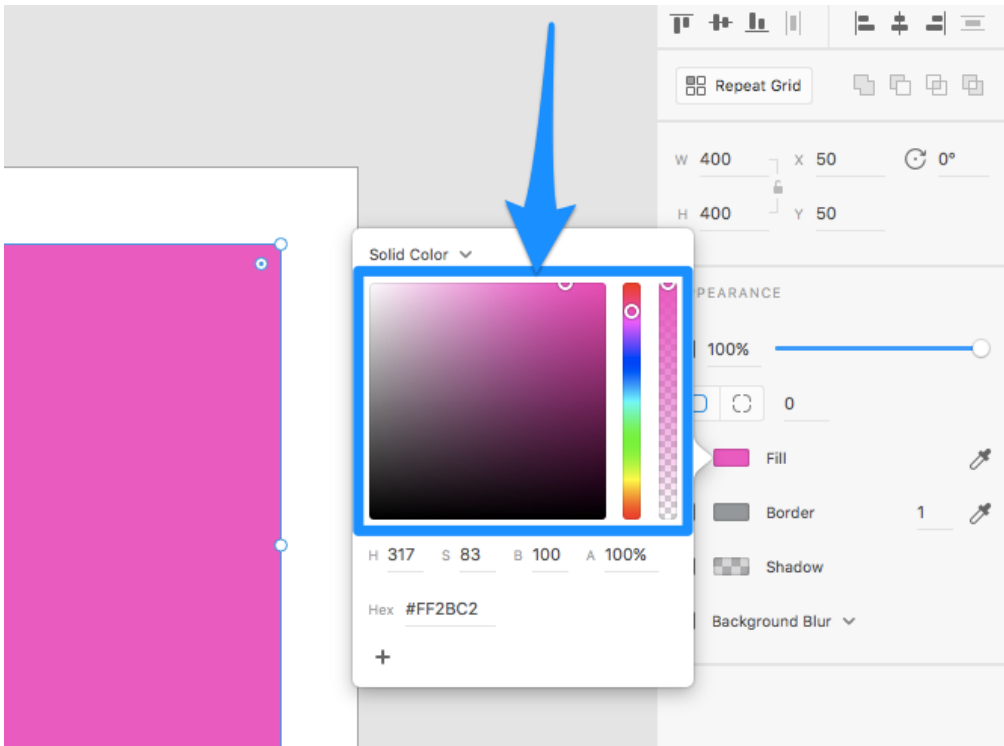 Repeat Grid
W 400 X 50 0°
H 400 Y 50
Solid Color
PPEARANCE
100%
0
Fill
Border 1
H 317 S 83 B 100 A 100%
Shadow
Hex #FF2BC2
Background Blur
+